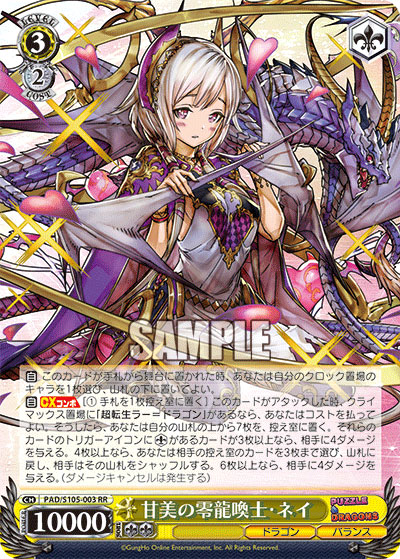 LEVEL
3
2
COST
SAMPLE
自 このカードが手札から舞台に置かれた時、あなたは自分のクロック置場の
キャラを1枚選び、山札の下に置いてよい。
自 CXコンボ [① 手札を1枚控え室に置く] このカードがアタックした時、クライ
マックス置場に「超転生ラー=ドラゴン」があるなら、あなたはコストを払ってよ
い。そうしたら、あなたは自分の山札の上から7枚を、控え室に置く。それら
のカードのトリガーアイコンにがあるカードが3枚以上なら、相手に4ダメージ
を与え、4枚以上なら、相手の控え室のカードを3枚まで選び、山札に
戻し、相手はその山札をシャッフルする。6枚以上なら、相手に4ダメージ
を与える。(ダメージキャンセルは発生する)
CH PAD/S105-003 RR
甘美の零龍喚士・ネイ
PUZZLE & DRAGONS
POWER
10000
SOUL
ドラゴン
バランス
©GungHo Online Entertainment, Inc. All Rights Reserved.